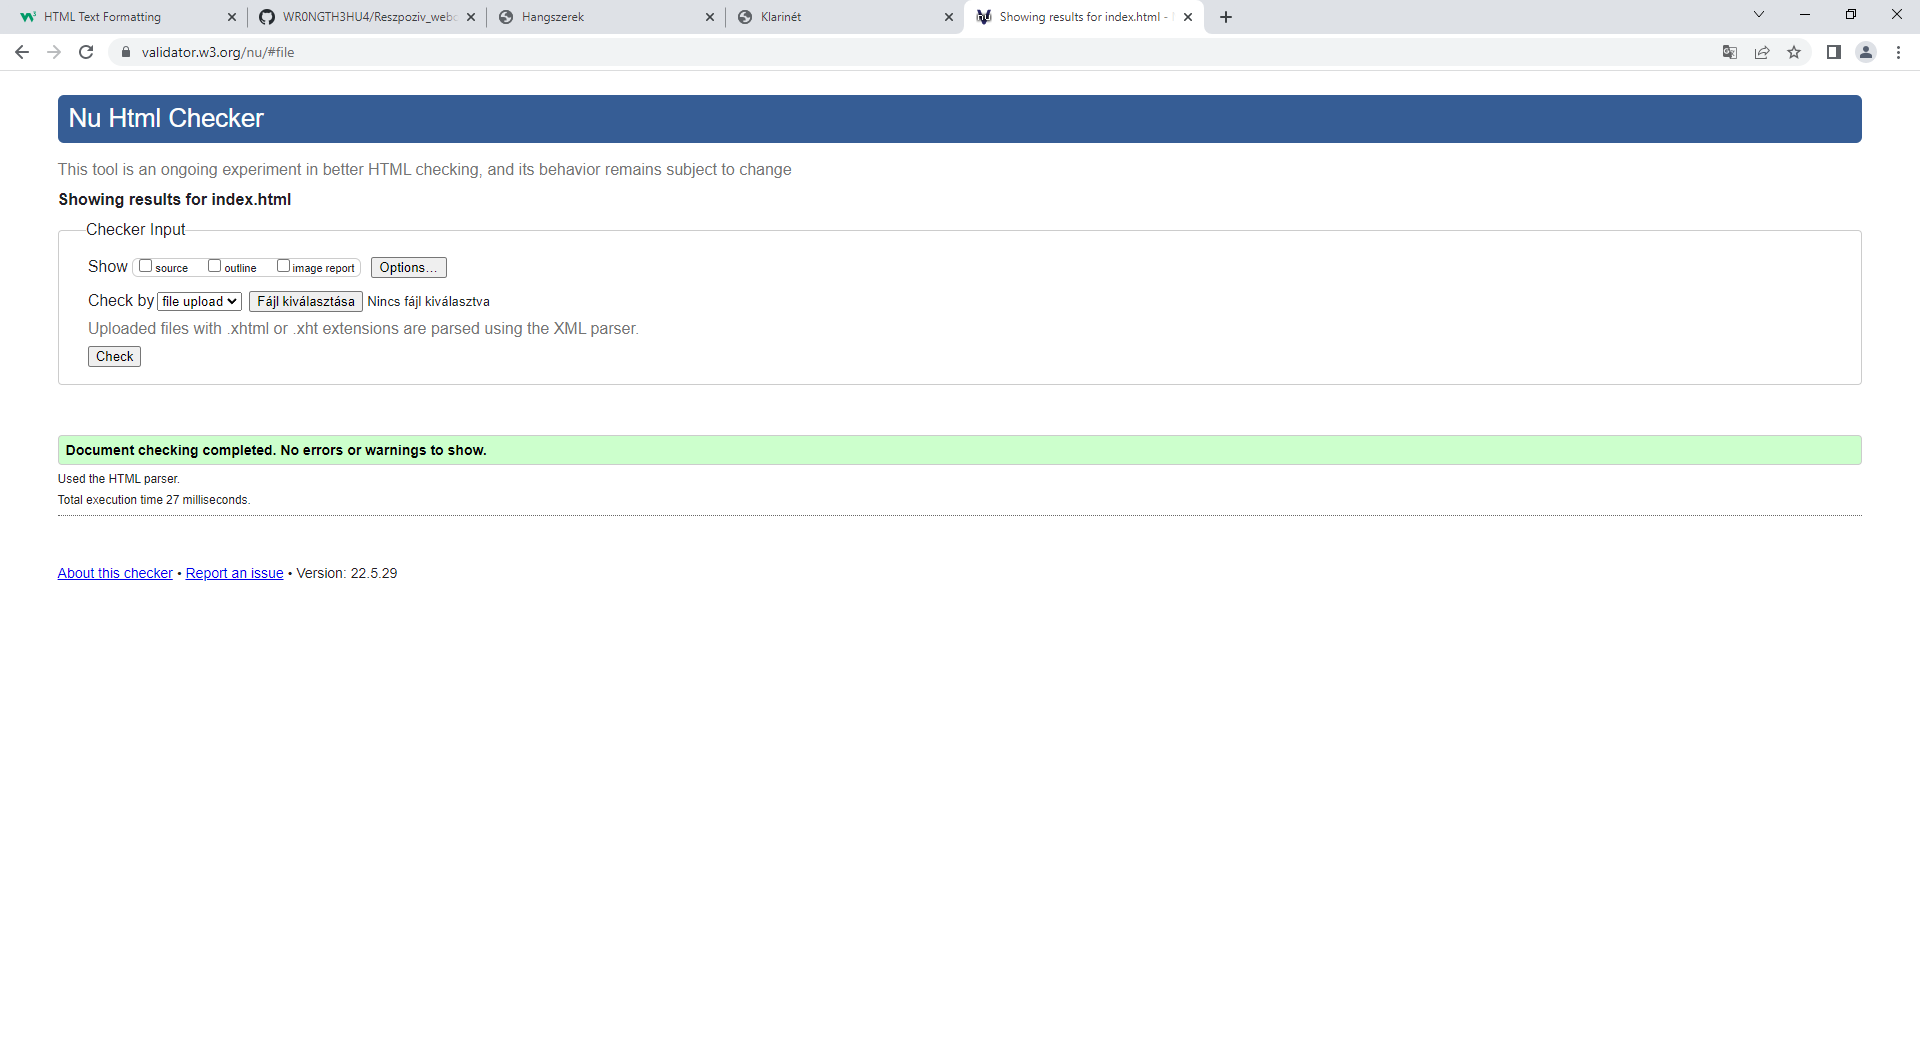 HTML Text Formatting
WR0NGTH3HU4/Reszpoziv_webc
Hangszerek
Klarinét
Showing results for index.html -
validator.w3.org/nu/#file
Nu Html Checker
This tool is an ongoing experiment in better HTML checking, and its behavior remains subject to change
Showing results for index.html
Checker Input
Show source outline image report Options...
Check by file upload Fájl kiválasztása Nincs fájl kiválasztva
Uploaded files with .xhtml or .xht extensions are parsed using the XML parser.
Check
Document checking completed. No errors or warnings to show.
Used the HTML parser.
Total execution time 27 milliseconds.
About this checker • Report an issue • Version: 22.5.29